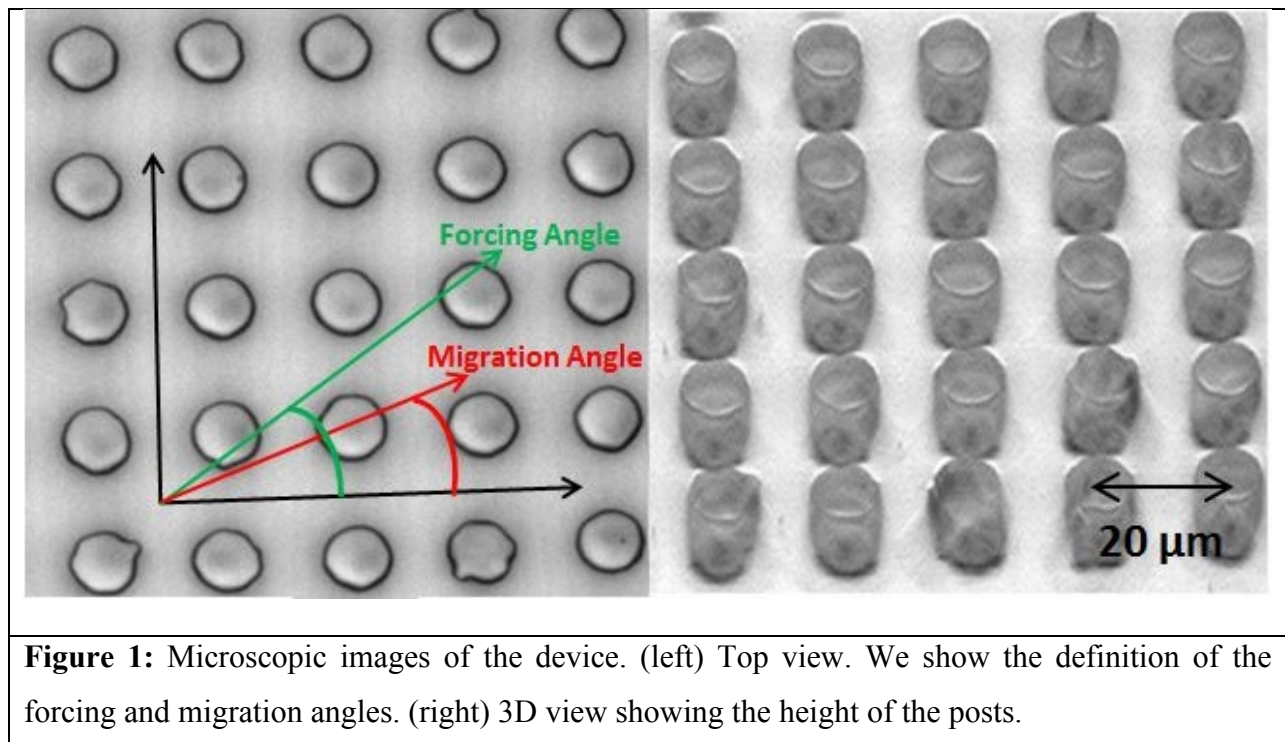 Forcing Angle
Migration Angle
20 µm
Figure 1: Microscopic images of the device. (left) Top view. We show the definition of the
forcing and migration angles. (right) 3D view showing the height of the posts.